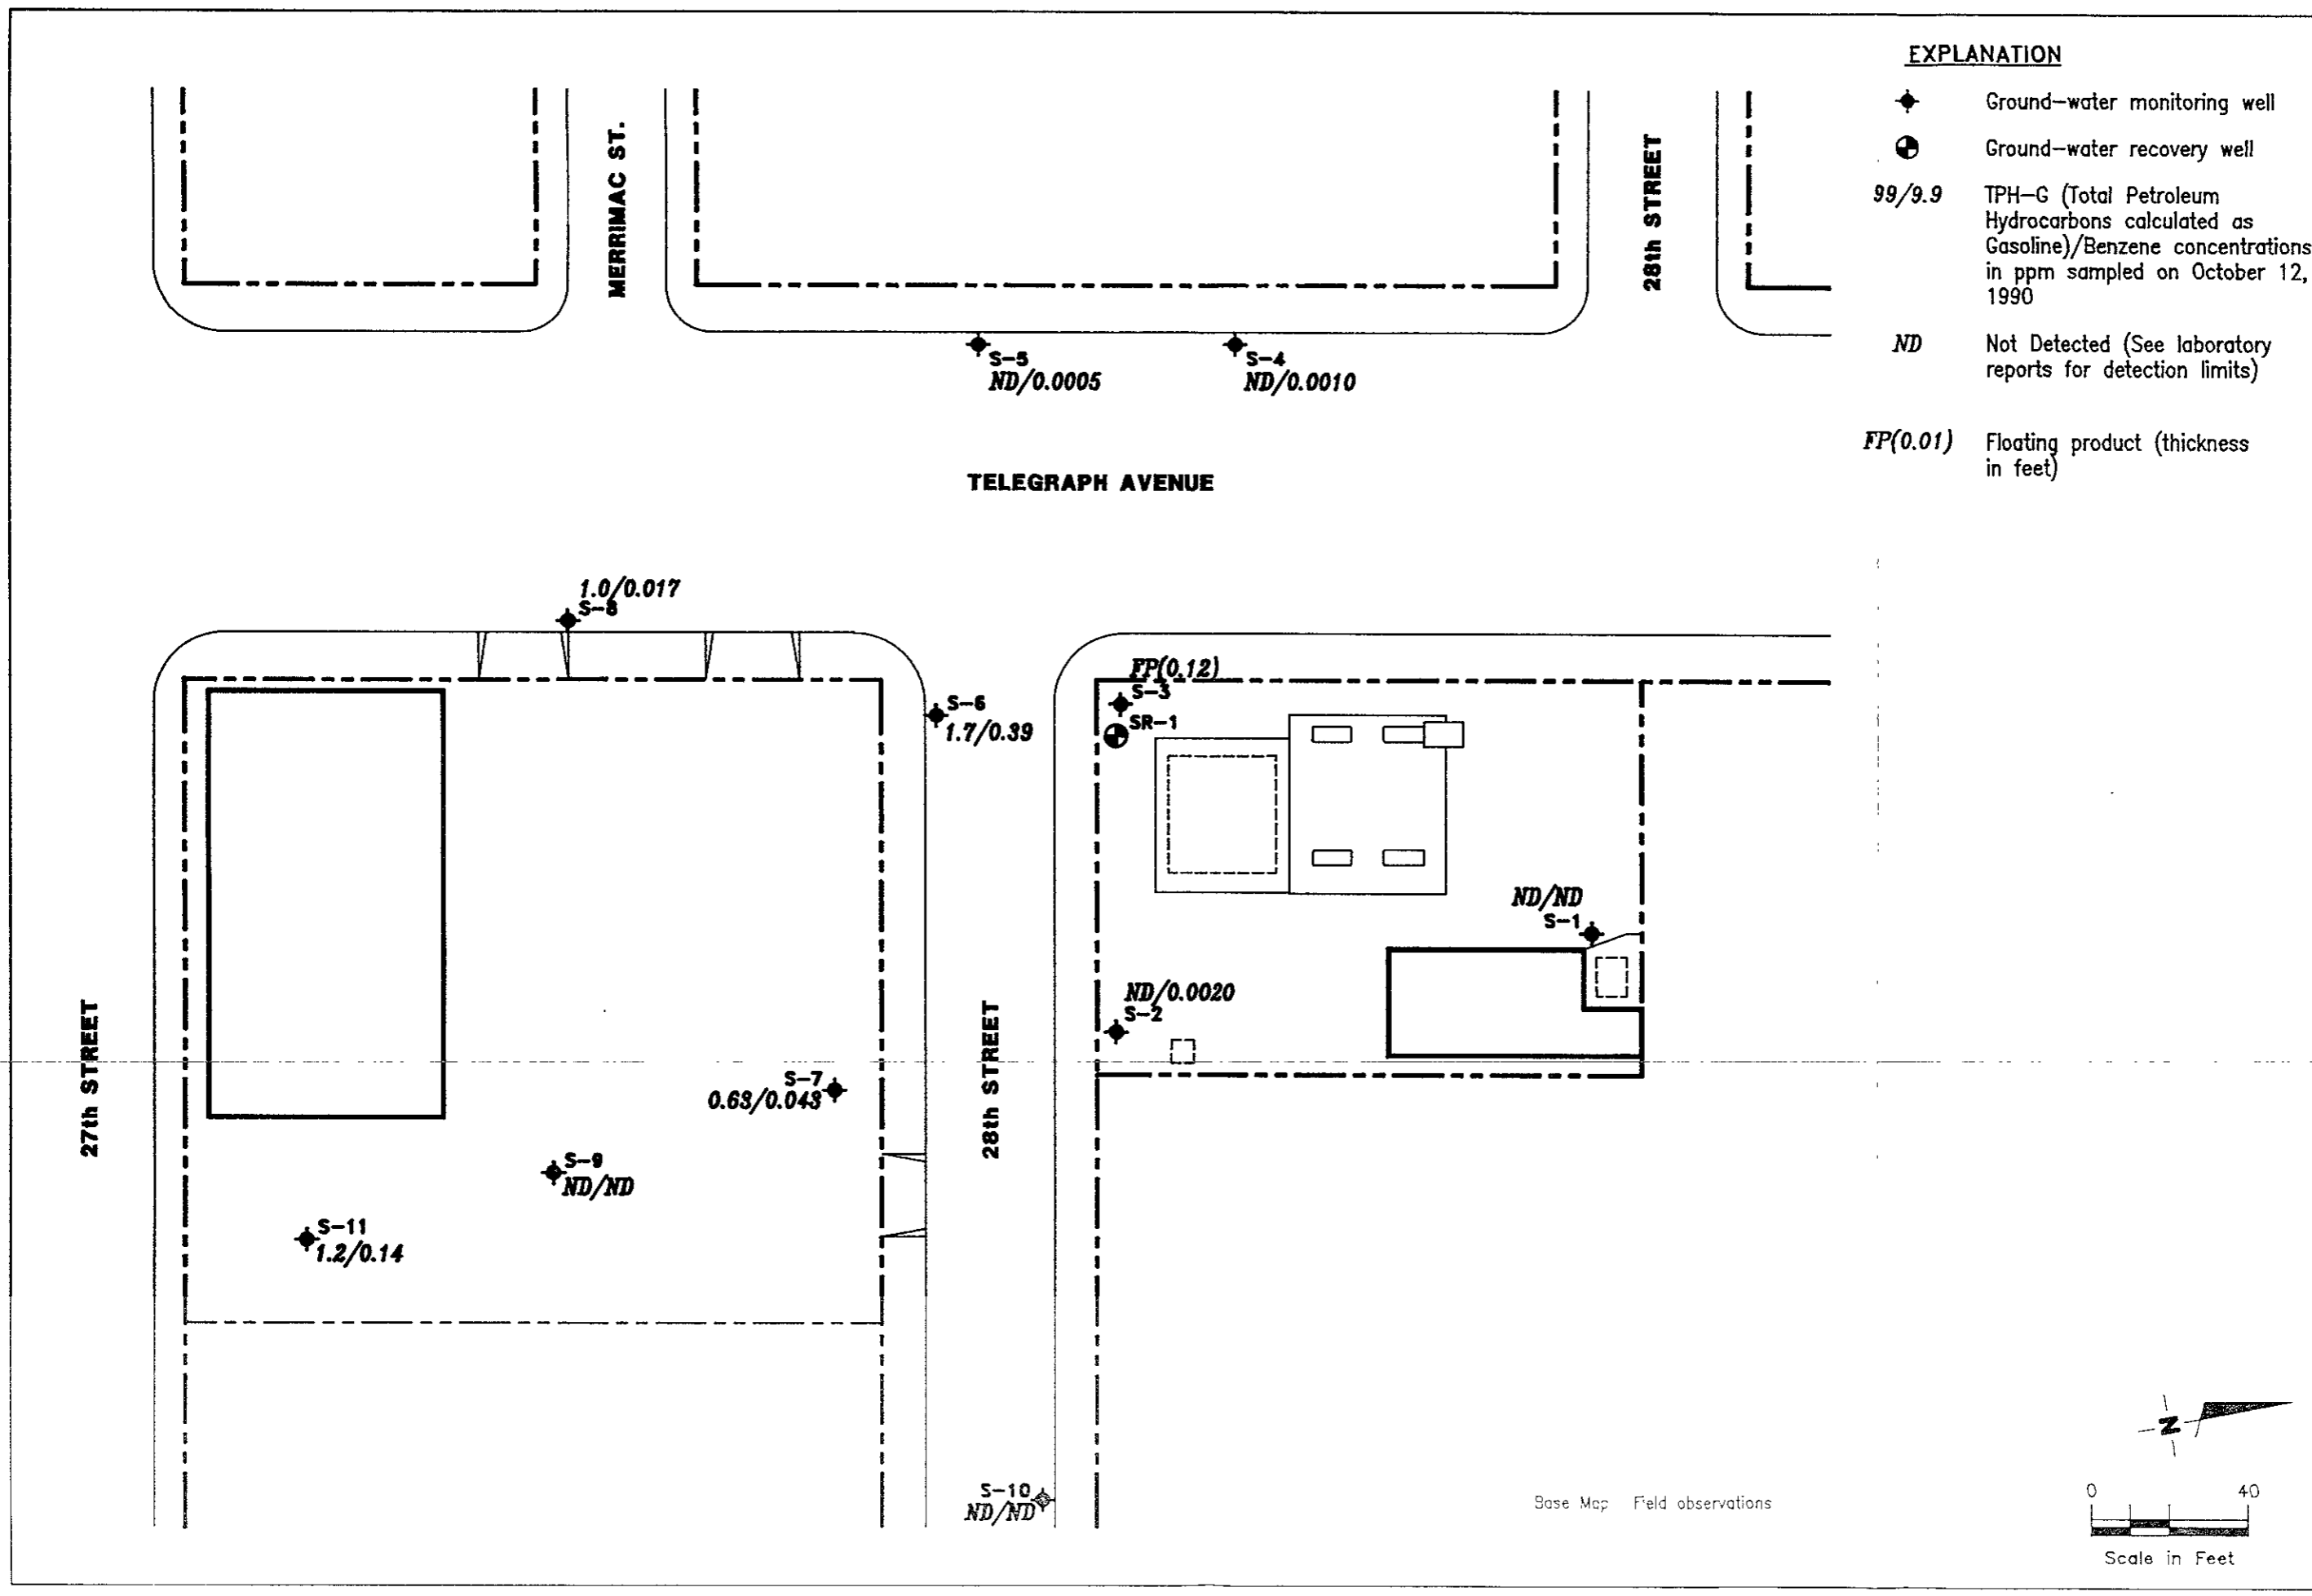 EXPLANATION
Ground-water monitoring well
Ground-water recovery well
99/9.9 TPH-G (Total Petroleum
Hydrocarbons calculated as
Gasoline)/Benzene concentrations
in ppm sampled on October 12,
1990
ND Not Detected (See laboratory
reports for detection limits)
FP(0.01) Floating product (thickness
in feet)
MERRIMAC ST.
28th STREET
S-5
ND/0.0005
S-4
ND/0.0010
TELEGRAPH AVENUE
1.0/0.017
S-8
FP(0.12)
S-3
S-6
1.7/0.39
SR-1
ND/ND
S-1
ND/0.0020
S-2
27th STREET
28th STREET
S-7
0.63/0.043
S-9
ND/ND
S-11
1.2/0.14
S-10
ND/ND
Base Map Field observations
N
0 40
Scale in Feet